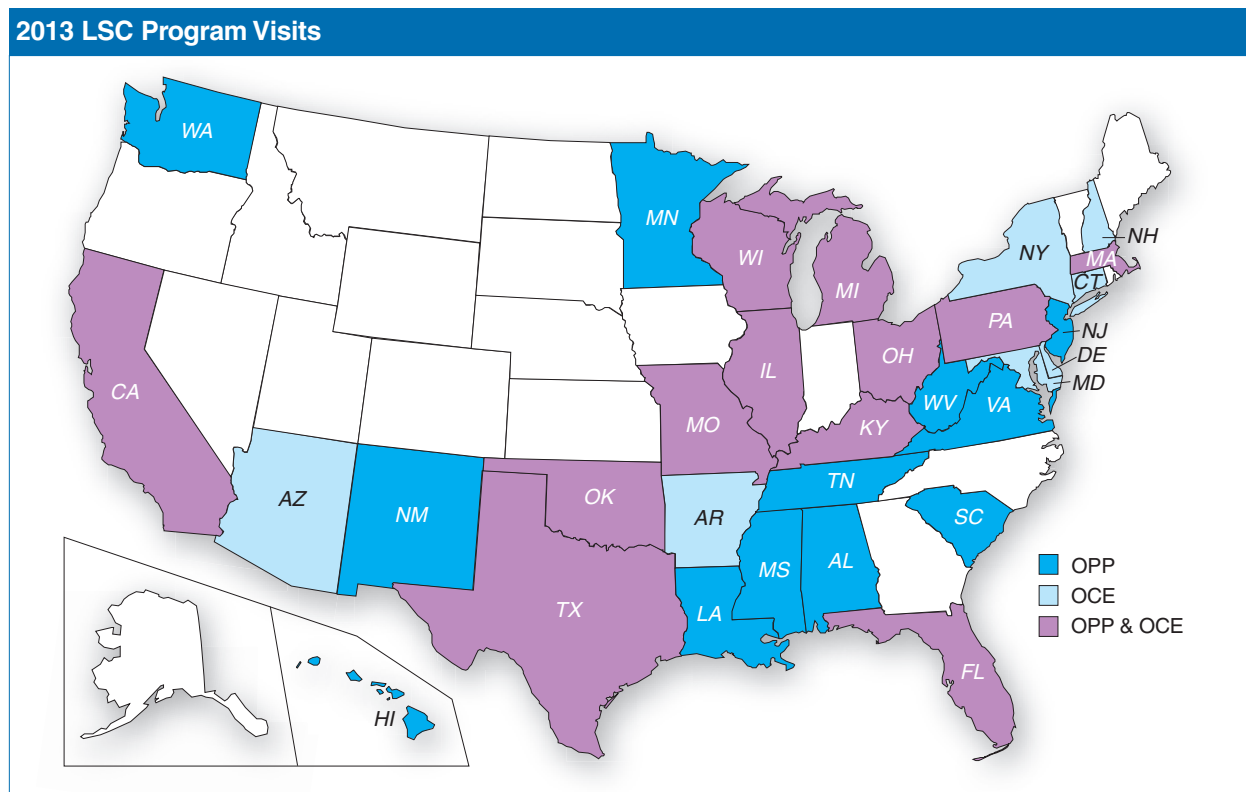 2013 LSC Program Visits
WA
MN
NH
NY
MA
WI
CT
MI
PA
NJ
OH
DE
IL
MD
CA
WV
VA
MO
KY
TN
AZ
OK
NM
AR
SC
MS
AL
OPP
OCE
TX
LA
OPP & OCE
FL
HI